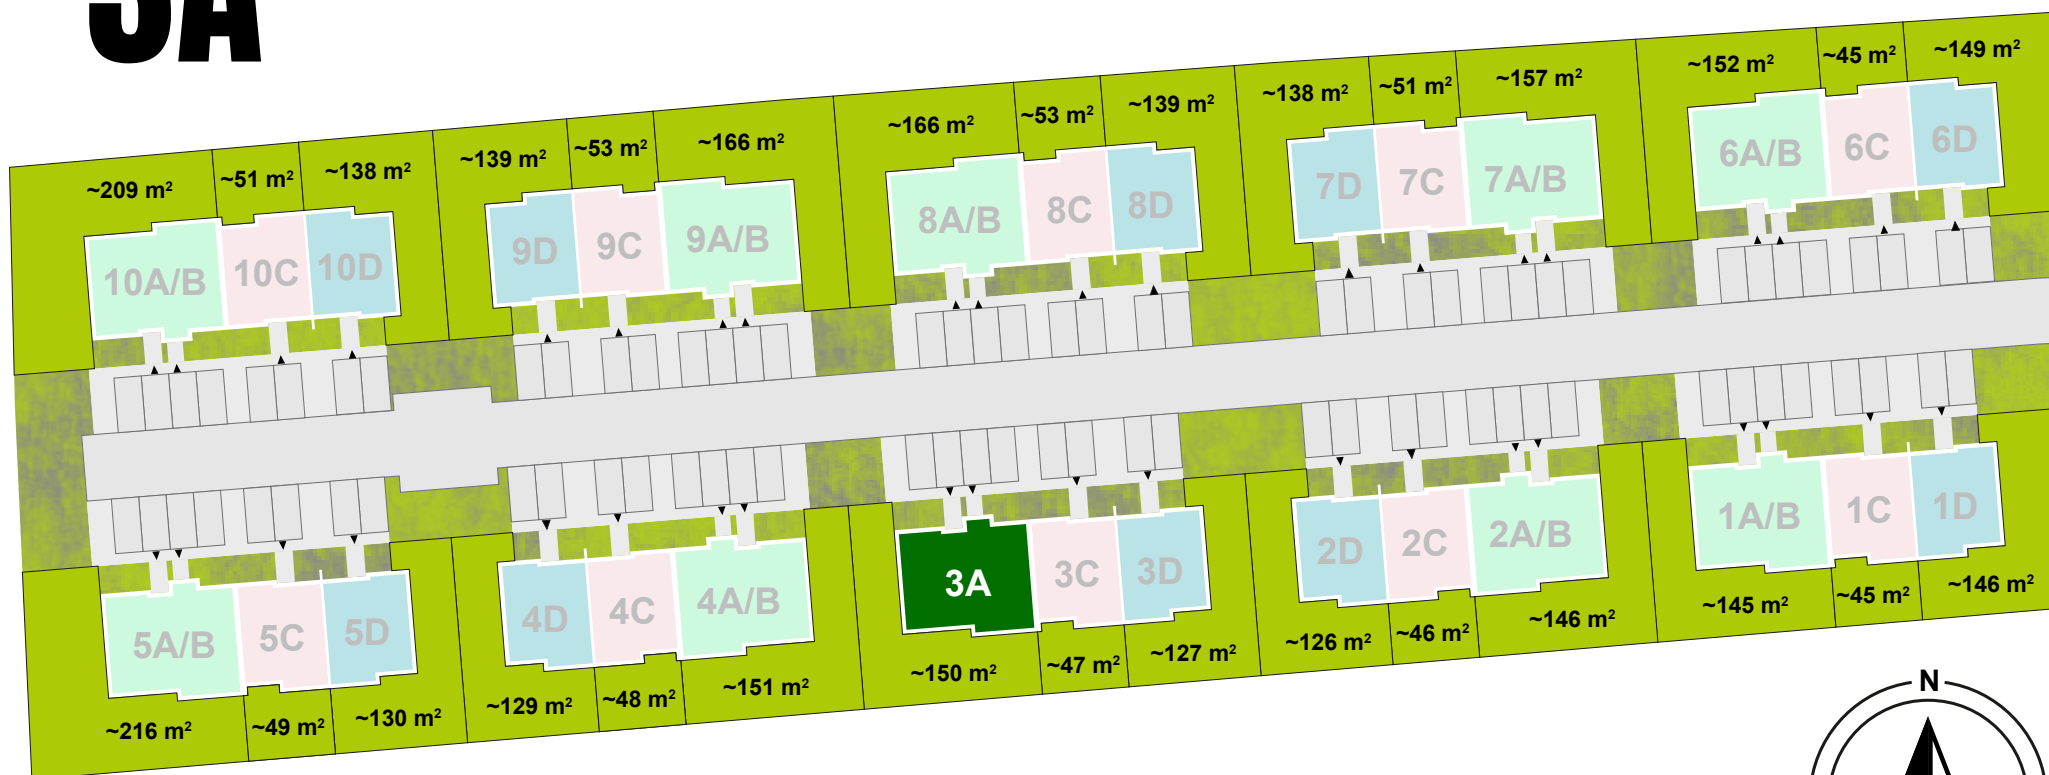 3A
~209 m² ~51 m² ~138 m² ~139 m² ~53 m² ~166 m² ~166 m² ~53 m² ~139 m² ~138 m² ~51 m² ~157 m² ~152 m² ~45 m² ~149 m²
10A/B 10C 10D 9D 9C 9A/B 8A/B 8C 8D 7D 7C 7A/B 6A/B 6C 6D
5A/B 5C 5D 4D 4C 4A/B 3A 3C 3D 2D 2C 2A/B 1A/B 1C 1D
~216 m² ~49 m² ~130 m² ~129 m² ~48 m² ~151 m² ~150 m² ~47 m² ~127 m² ~126 m² ~46 m² ~146 m² ~145 m² ~45 m² ~146 m²
N